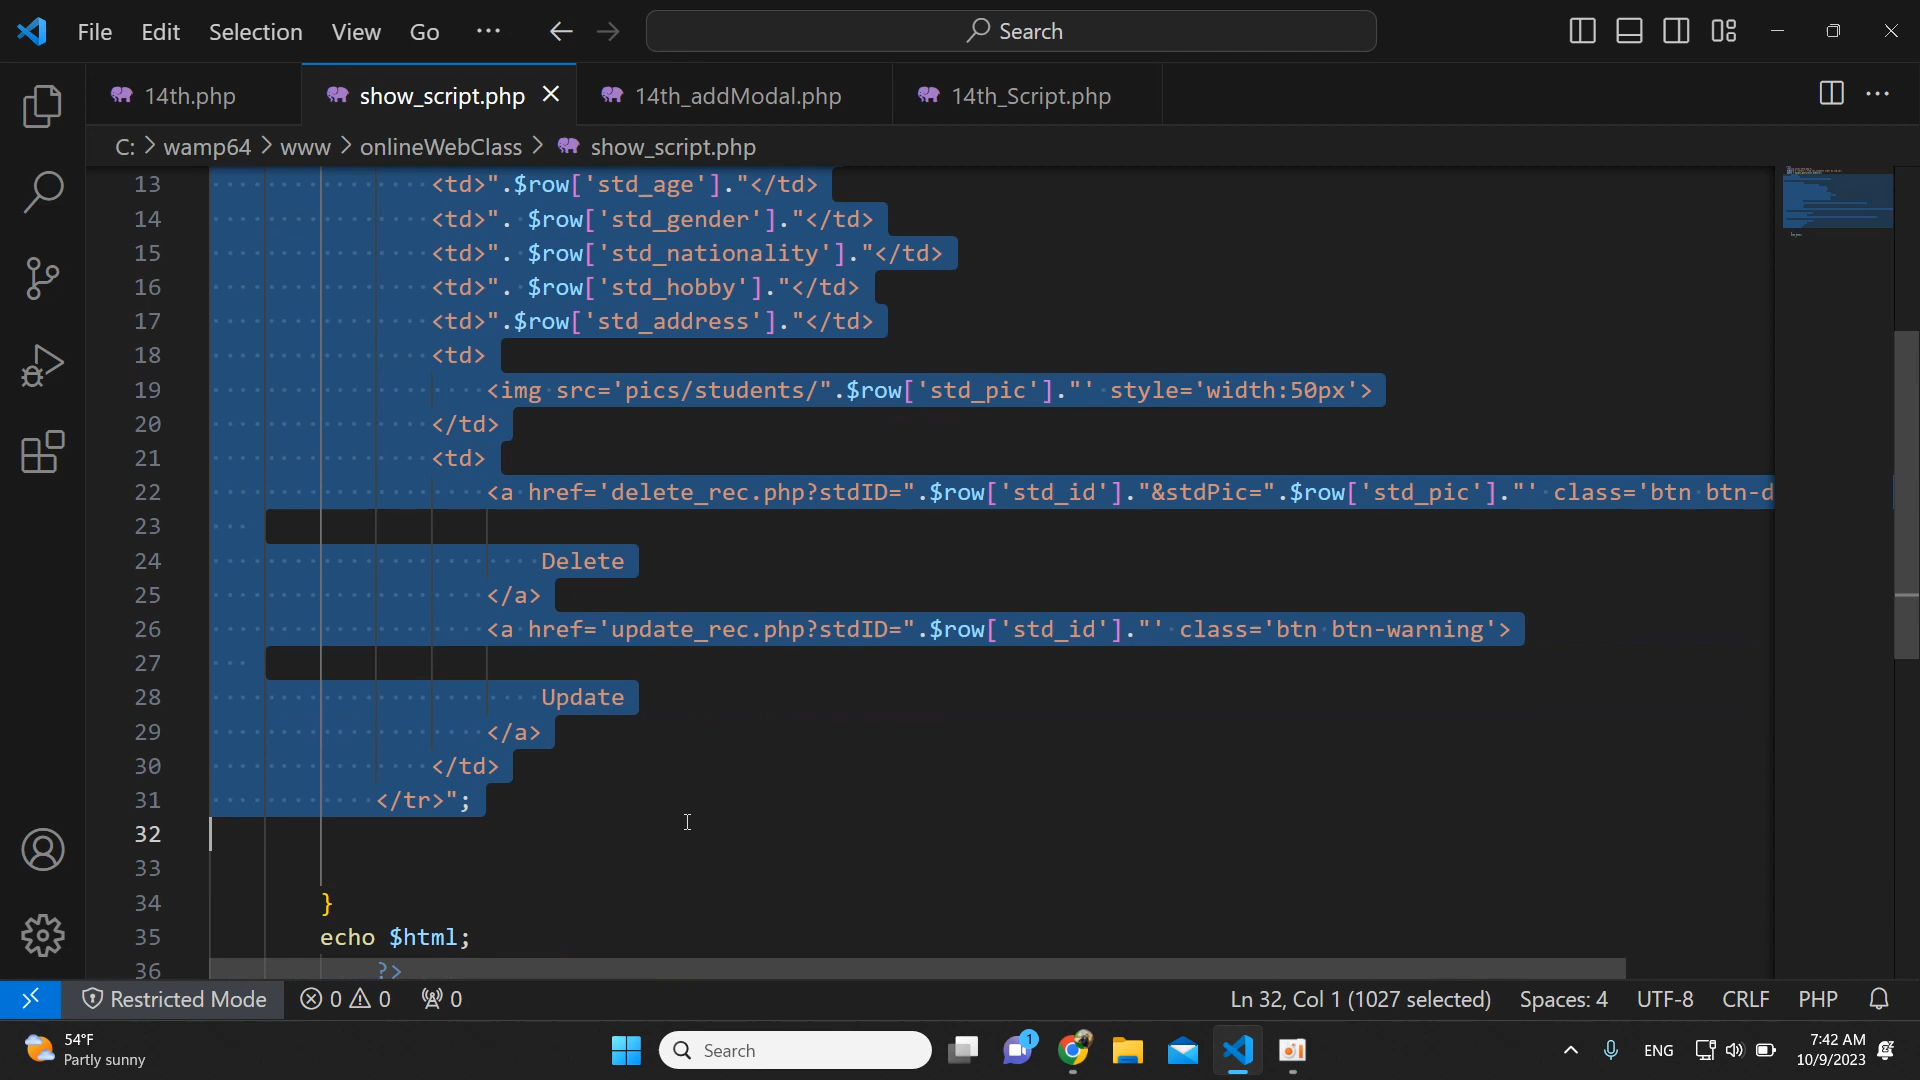 File Edit Selection View Go ··· Search
14th.php show_script.php 14th_addModal.php 14th_Script.php
C: > wamp64 > www > onlineWebClass > show_script.php
13 <td>".$row['std_age']."</td>
14 <td>". $row['std_gender']."</td>
15 <td>". $row['std_nationality']."</td>
16 <td>". $row['std_hobby']."</td>
17 <td>".$row['std_address']."</td>
18 <td>
19 <img src='pics/students/".$row['std_pic']."' style='width:50px'>
20 </td>
21 <td>
22 <a href='delete_rec.php?stdID=".$row['std_id']."&stdPic=".$row['std_pic']."' class='btn btn-d
23
24 Delete
25 </a>
26 <a href='update_rec.php?stdID=".$row['std_id']."' class='btn btn-warning'>
27
28 Update
29 </a>
30 </td>
31 </tr>";
32
33
34 }
35 echo $html;
36 ?>
Restricted Mode 0 0 0 Ln 32, Col 1 (1027 selected) Spaces: 4 UTF-8 CRLF PHP
54°F
Partly sunny
Search
1
ENG
7:42 AM
10/9/2023